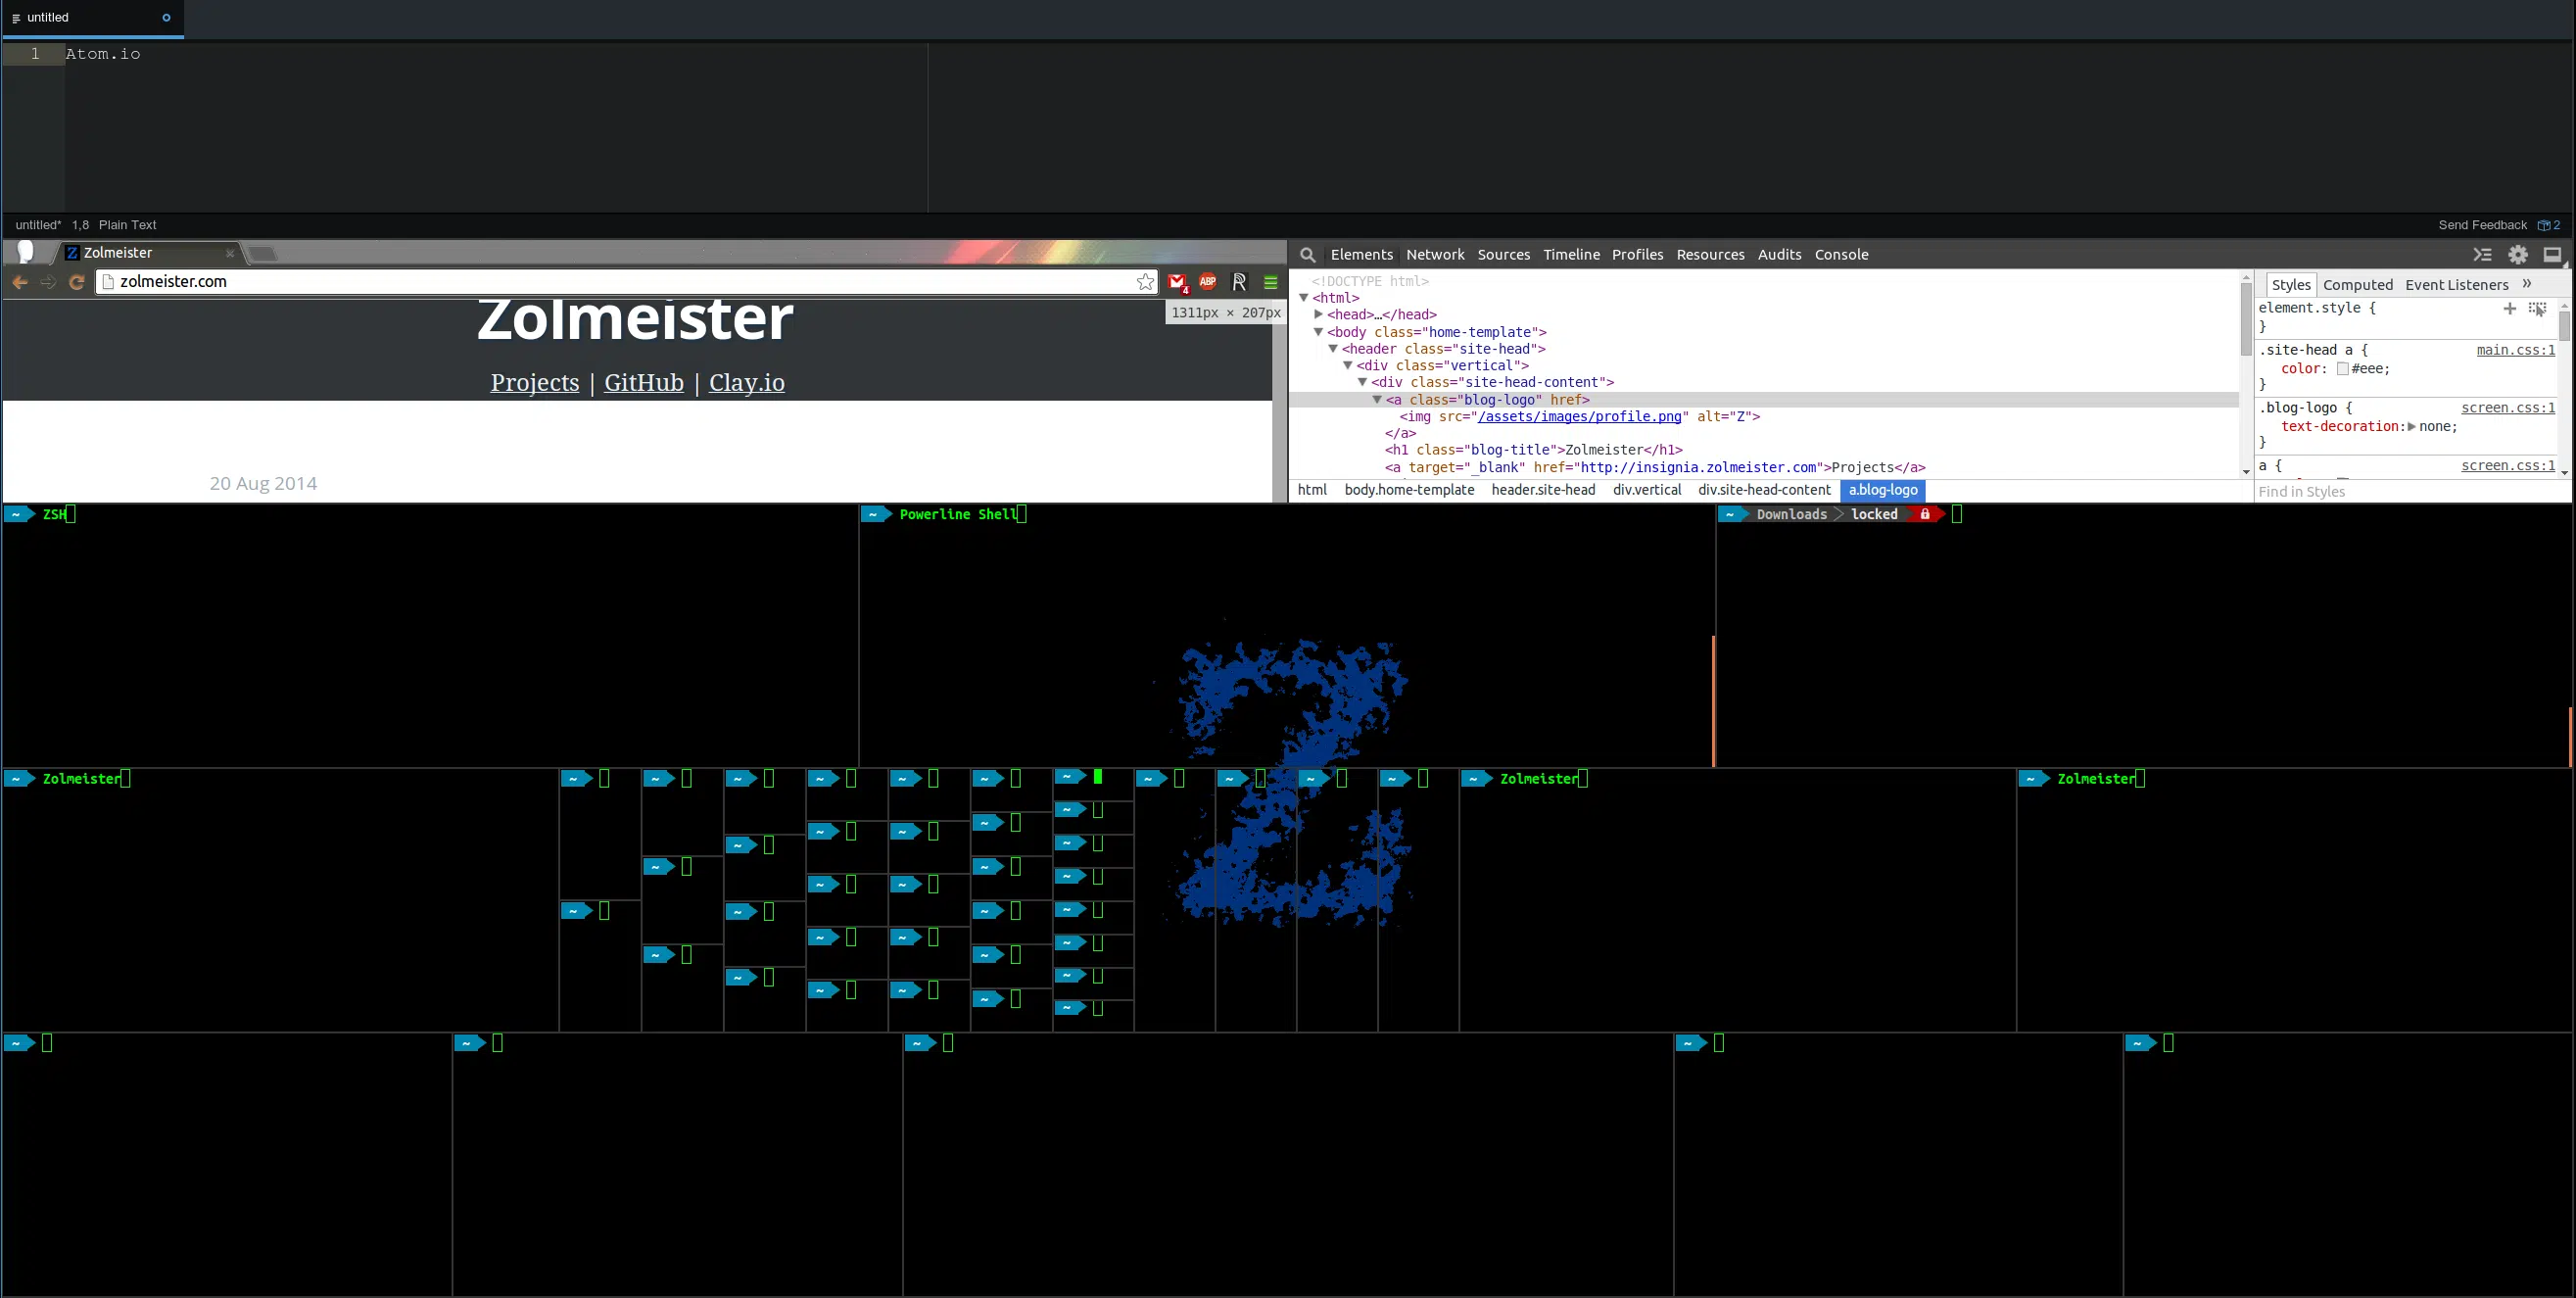 untitled
1 Atom.io
untitled* 1,8 Plain Text Send Feedback 2
Zolmeister
zolmeister.com
4 ABP R
Zolmeister
1311px × 207px
Projects | GitHub | Clay.io
20 Aug 2014
Elements Network Sources Timeline Profiles Resources Audits Console
<!DOCTYPE html>
<html>
<head>…</head>
<body class="home-template">
<header class="site-head">
<div class="vertical">
<div class="site-head-content">
<a class="blog-logo" href>
<img src="/assets/images/profile.png" alt="Z">
</a>
<h1 class="blog-title">Zolmeister</h1>
<a target="_blank" href="http://insignia.zolmeister.com">Projects</a>
html body.home-template header.site-head div.vertical div.site-head-content a.blog-logo
Styles Computed Event Listeners »
element.style {
}
.site-head a { main.css:1
color: #eee;
}
.blog-logo { screen.css:1
text-decoration: none;
}
a { screen.css:1
Find in Styles
~ ZSH
~ Powerline Shell
~ Downloads locked
Z
~ Zolmeister
~ ~ ~ ~ ~ ~ ~ ~ ~ ~ ~
~ Zolmeister
~ Zolmeister
~
~ ~ ~
~
~
~ ~
~
~ ~ ~
~
~ ~ ~ ~
~ ~
~
~ ~
~
~ ~
~
~
~ ~ ~ ~ ~